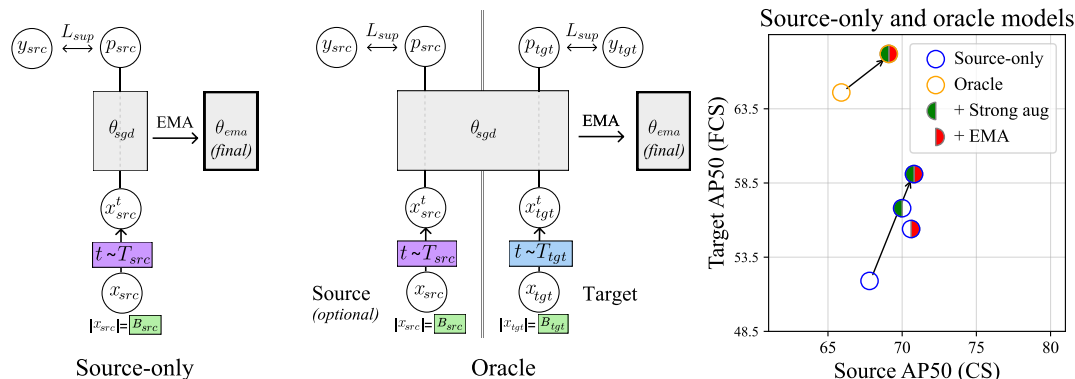 y_src L_sup p_src
θ_sgd EMA θ_ema
(final)
x^t_src
t ~ T_src
x_src
|x_src| = B_src
Source-only
y_src L_sup p_src p_tgt L_sup y_tgt
θ_sgd EMA θ_ema
(final)
x^t_src x^t_tgt
t ~ T_src t ~ T_tgt
Source x_src x_tgt Target
(optional)
|x_src| = B_src |x_tgt| = B_tgt
Oracle
Source-only and oracle models
Target AP50 (FCS)
63.5
58.5
53.5
48.5
Source-only
Oracle
+ Strong aug
+ EMA
65 70 75 80
Source AP50 (CS)